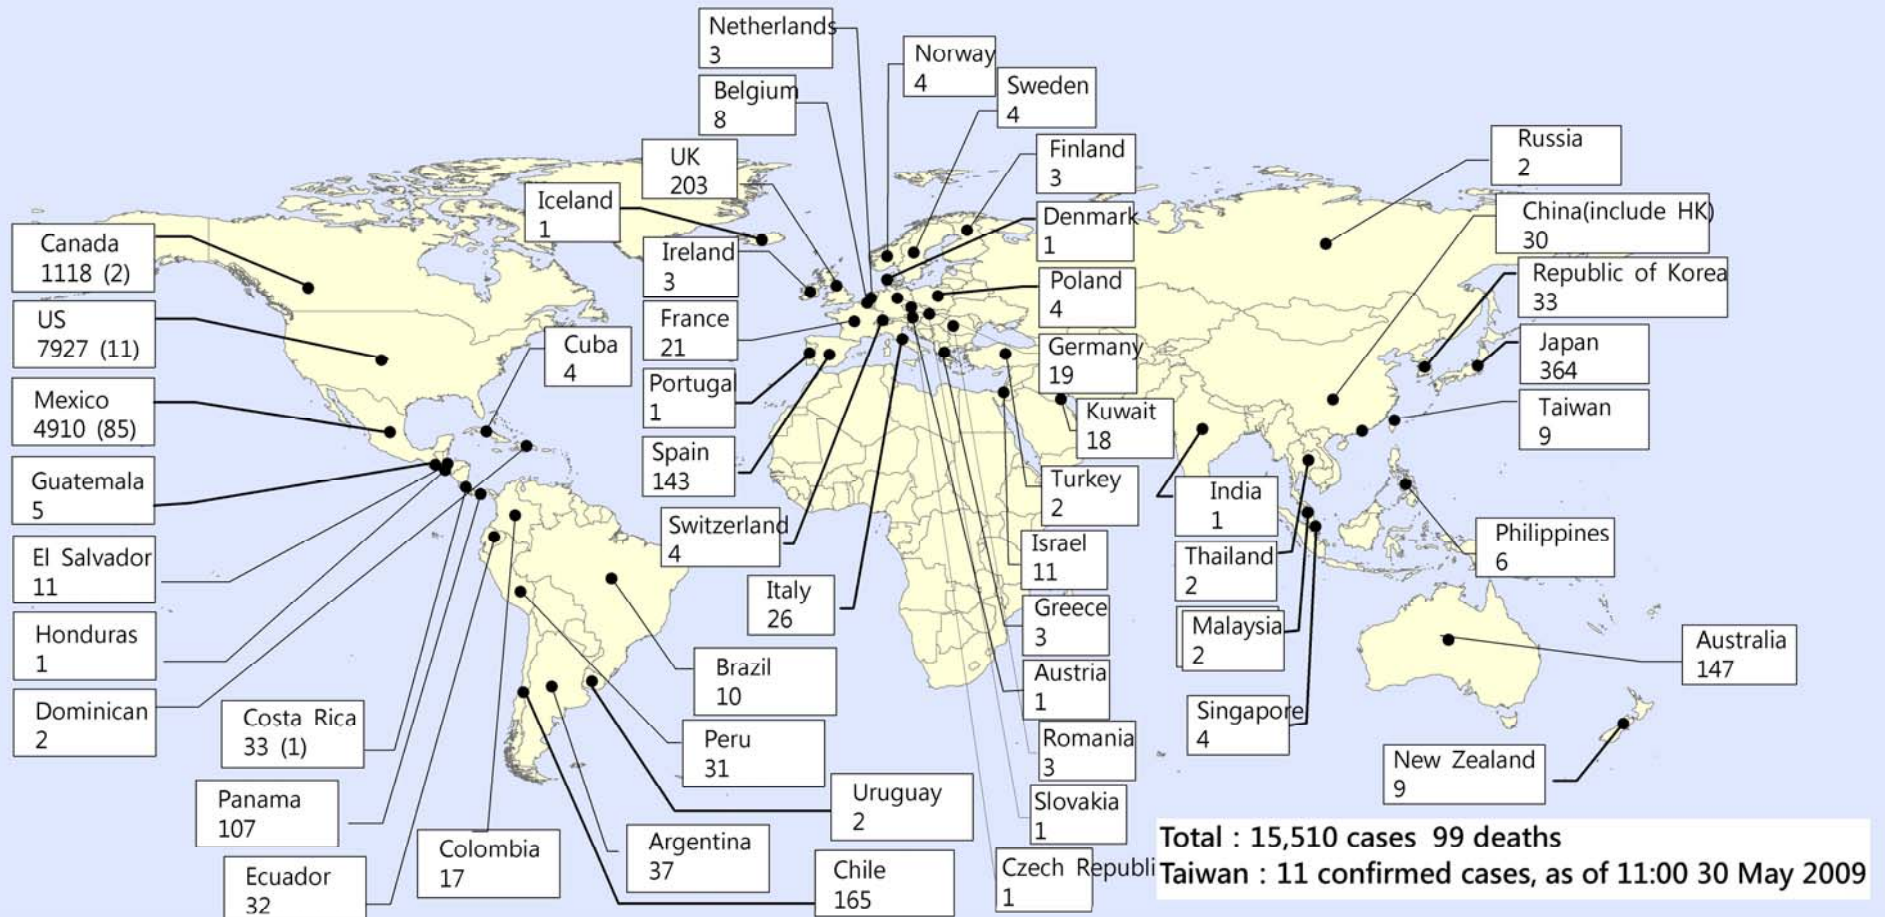 Netherlands
3
Belgium
8
Norway
4
Sweden
4
UK
203
Finland
3
Russia
2
Iceland
1
Denmark
1
China(include HK)
30
Canada
1118 (2)
Ireland
3
Poland
4
Republic of Korea
33
US
7927 (11)
Cuba
4
France
21
Germany
19
Japan
364
Mexico
4910 (85)
Portugal
1
Kuwait
18
Taiwan
9
Guatemala
5
Spain
143
Turkey
2
India
1
El Salvador
11
Switzerland
4
Israel
11
Thailand
2
Philippines
6
Honduras
1
Italy
26
Greece
3
Malaysia
2
Australia
147
Dominican
2
Costa Rica
33 (1)
Brazil
10
Austria
1
Singapore
4
Peru
31
Romania
3
New Zealand
9
Panama
107
Uruguay
2
Slovakia
1
Colombia
17
Argentina
37
Ecuador
32
Chile
165
Czech Republi
1
Total : 15,510 cases 99 deaths
Taiwan : 11 confirmed cases, as of 11:00 30 May 2009